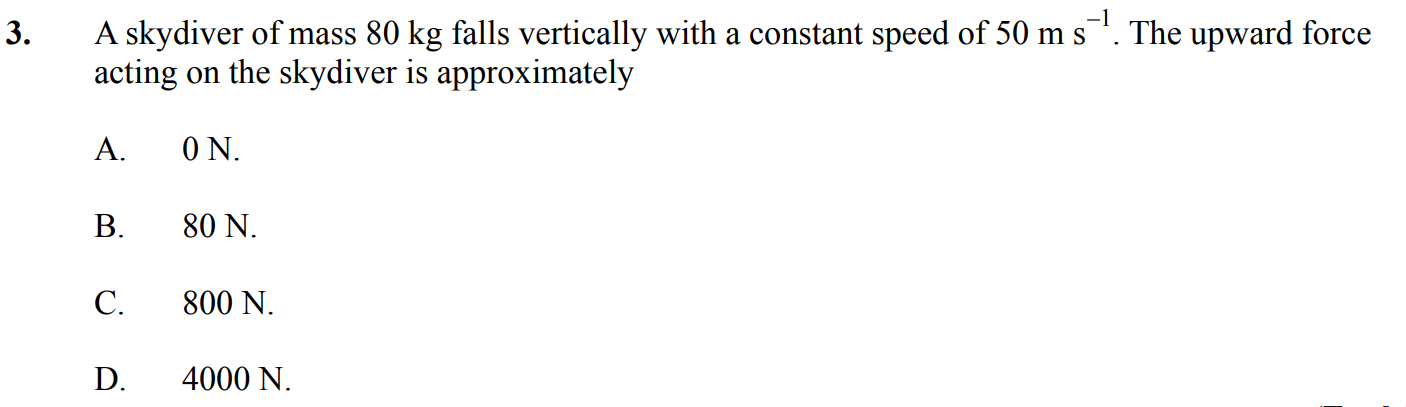 3. A skydiver of mass 80 kg falls vertically with a constant speed of 50 m s⁻¹. The upward force
acting on the skydiver is approximately
A. 0 N.
B. 80 N.
C. 800 N.
D. 4000 N.